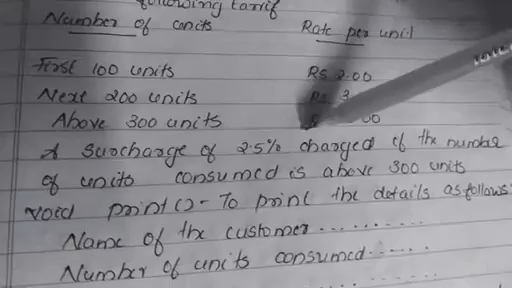 following tarrif
Number of units Rate per unit
First 100 units Rs 2.00
Next 200 units Rs 3
Above 300 units 00
A surcharge of 2.5% charged if the number
of units consumed is above 300 units
void print() - To print the details as follows:
Name of the customer ..........
Number of units consumed......